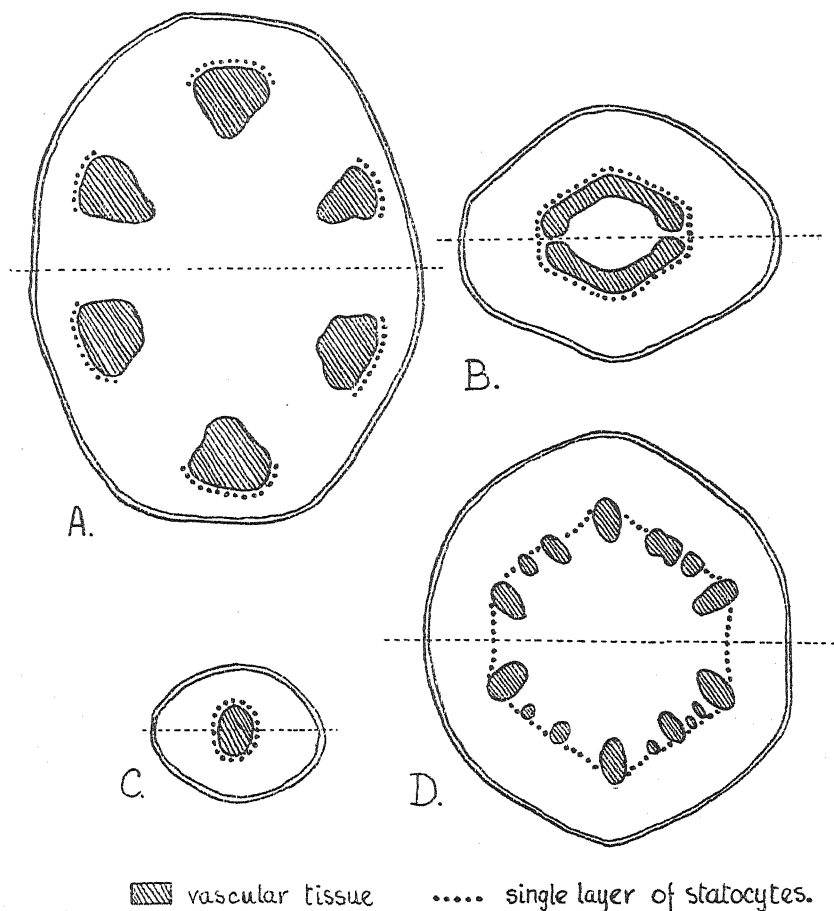 A.
B.
C.
D.
vascular tissue
single layer of statocytes.